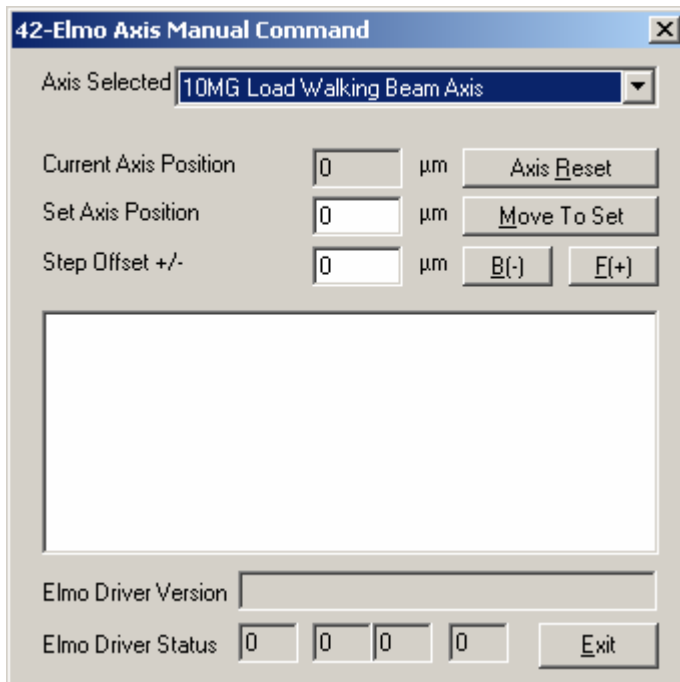 42-Elmo Axis Manual Command
Axis Selected 10MG Load Walking Beam Axis
Current Axis Position 0 µm Axis Reset
Set Axis Position 0 µm Move To Set
Step Offset +/- 0 µm B(-) F(+)
Elmo Driver Version
Elmo Driver Status 0 0 0 0 Exit